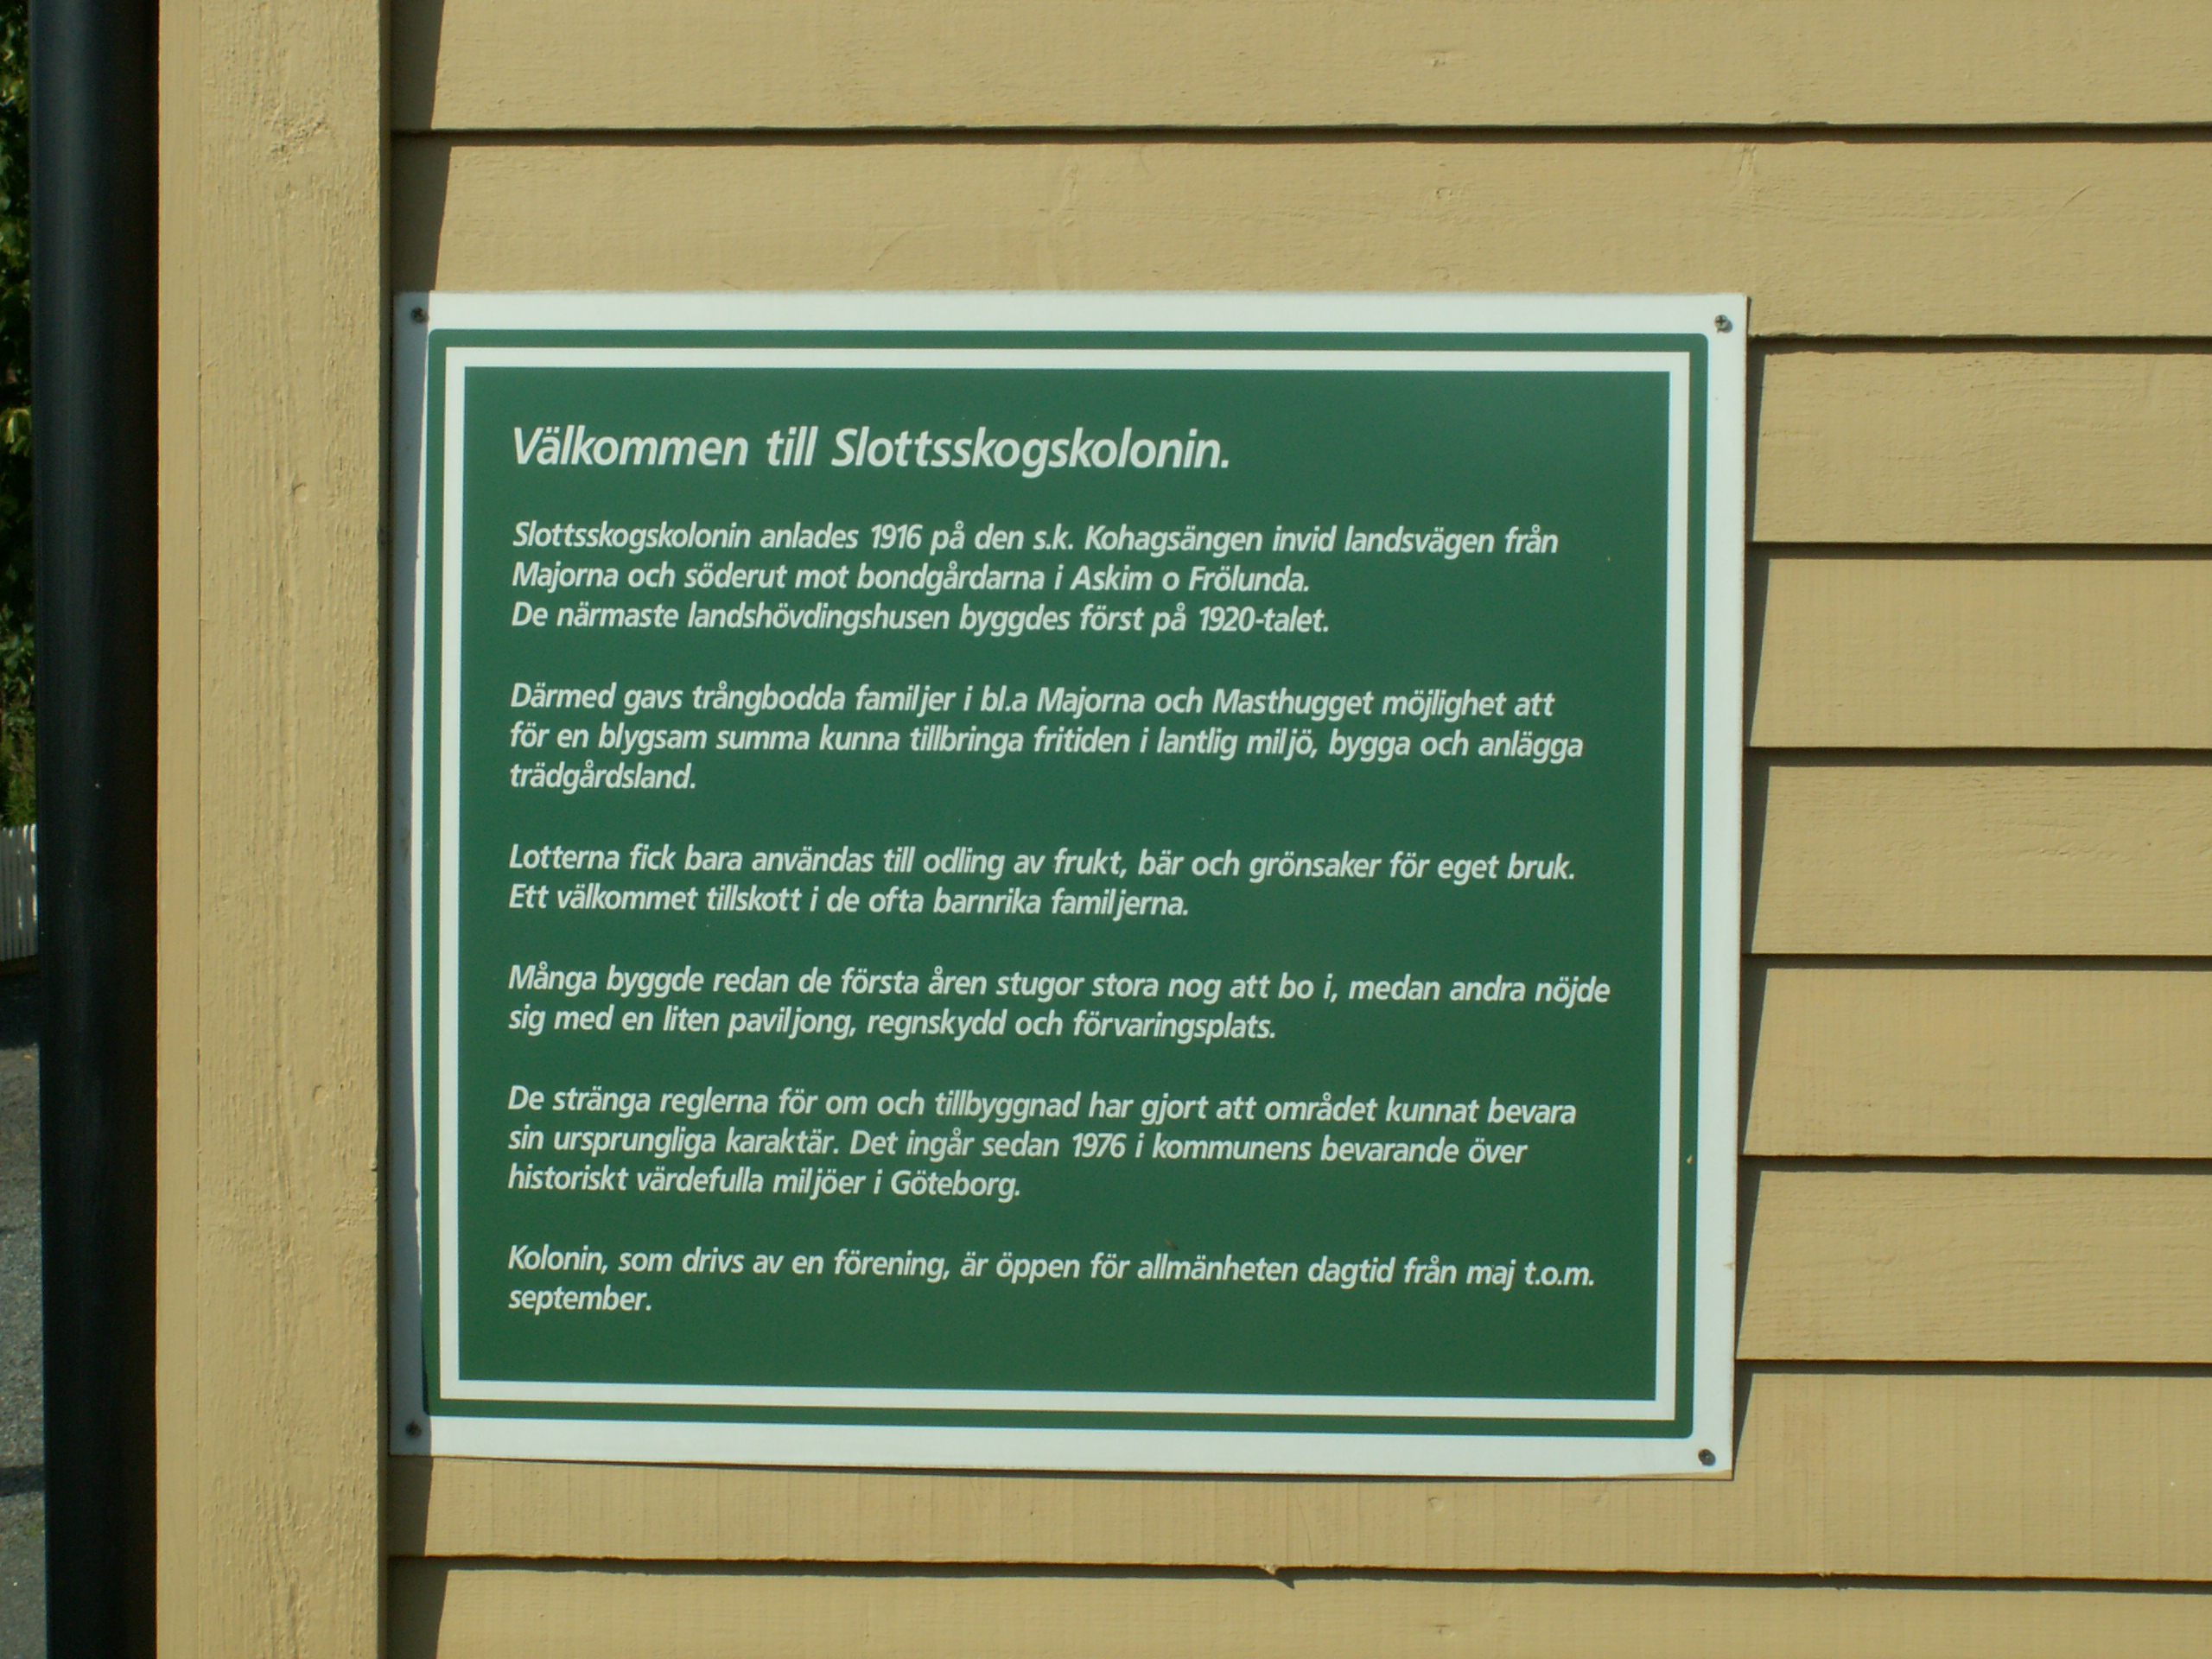 Välkommen till Slottsskogskolonin.
Slottsskogskolonin anlades 1916 på den s.k. Kohagsängen invid landsvägen från
Majorna och söderut mot bondgårdarna i Askim o Frölunda.
De närmaste landshövdingshusen byggdes först på 1920-talet.
Därmed gavs trångbodda familjer i bl.a Majorna och Masthugget möjlighet att
för en blygsam summa kunna tillbringa fritiden i lantlig miljö, bygga och anlägga
trädgårdsland.
Lotterna fick bara användas till odling av frukt, bär och grönsaker för eget bruk.
Ett välkommet tillskott i de ofta barnrika familjerna.
Många byggde redan de första åren stugor stora nog att bo i, medan andra nöjde
sig med en liten paviljong, regnskydd och förvaringsplats.
De stränga reglerna för om och tillbyggnad har gjort att området kunnat bevara
sin ursprungliga karaktär. Det ingår sedan 1976 i kommunens bevarande över
historiskt värdefulla miljöer i Göteborg.
Kolonin, som drivs av en förening, är öppen för allmänheten dagtid från maj t.o.m.
september.